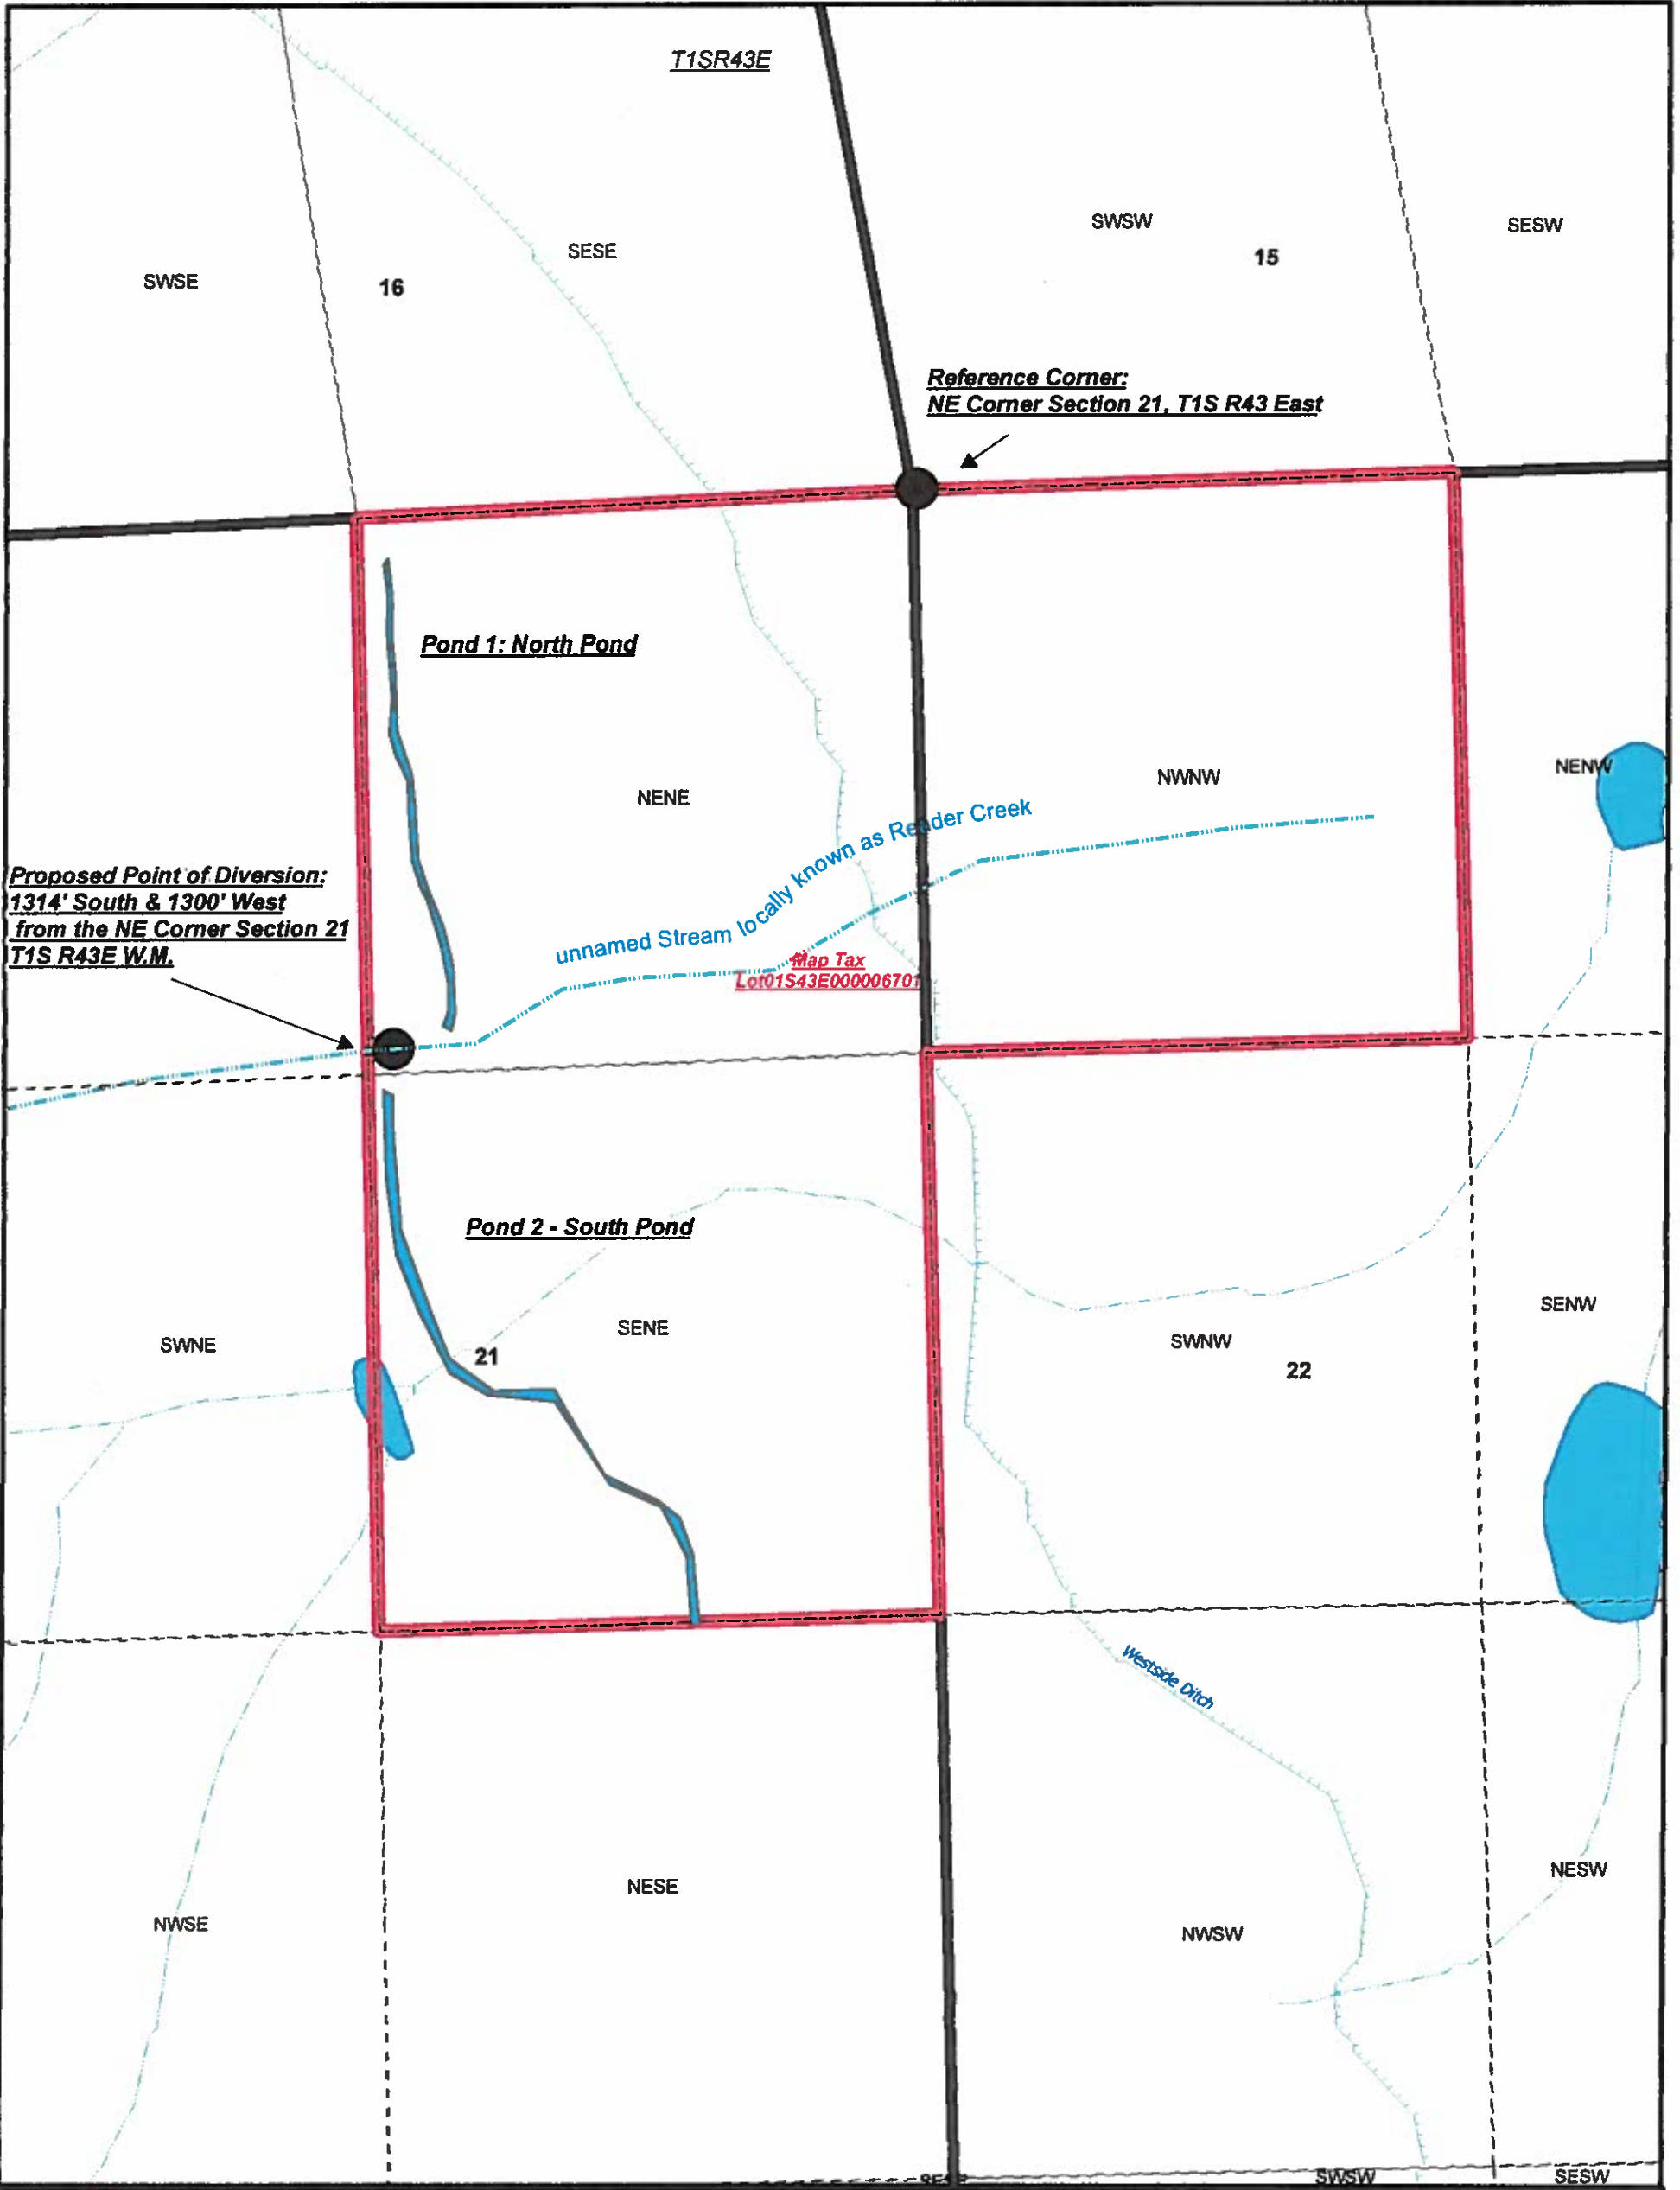 T1SR43E
SWSW
SESW
15
SESE
SWSE
16
Reference Corner:
NE Corner Section 21, T1S R43 East
Pond 1: North Pond
NENE
NWNW
NENW
unnamed Stream, locally known as Reader Creek
Proposed Point of Diversion:
1314' South & 1300' West
from the NE Corner Section 21
T1S R43E W.M.
Map Tax
Lot01S43E000006701
Pond 2 - South Pond
SENE
SWNE
21
SWNW
22
SENW
Westside Ditch
NESE
NWSE
NWSW
NESW
SWSW
SESW